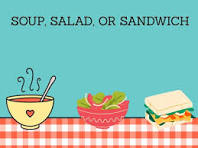 SOUP, SALAD, OR SANDWICH